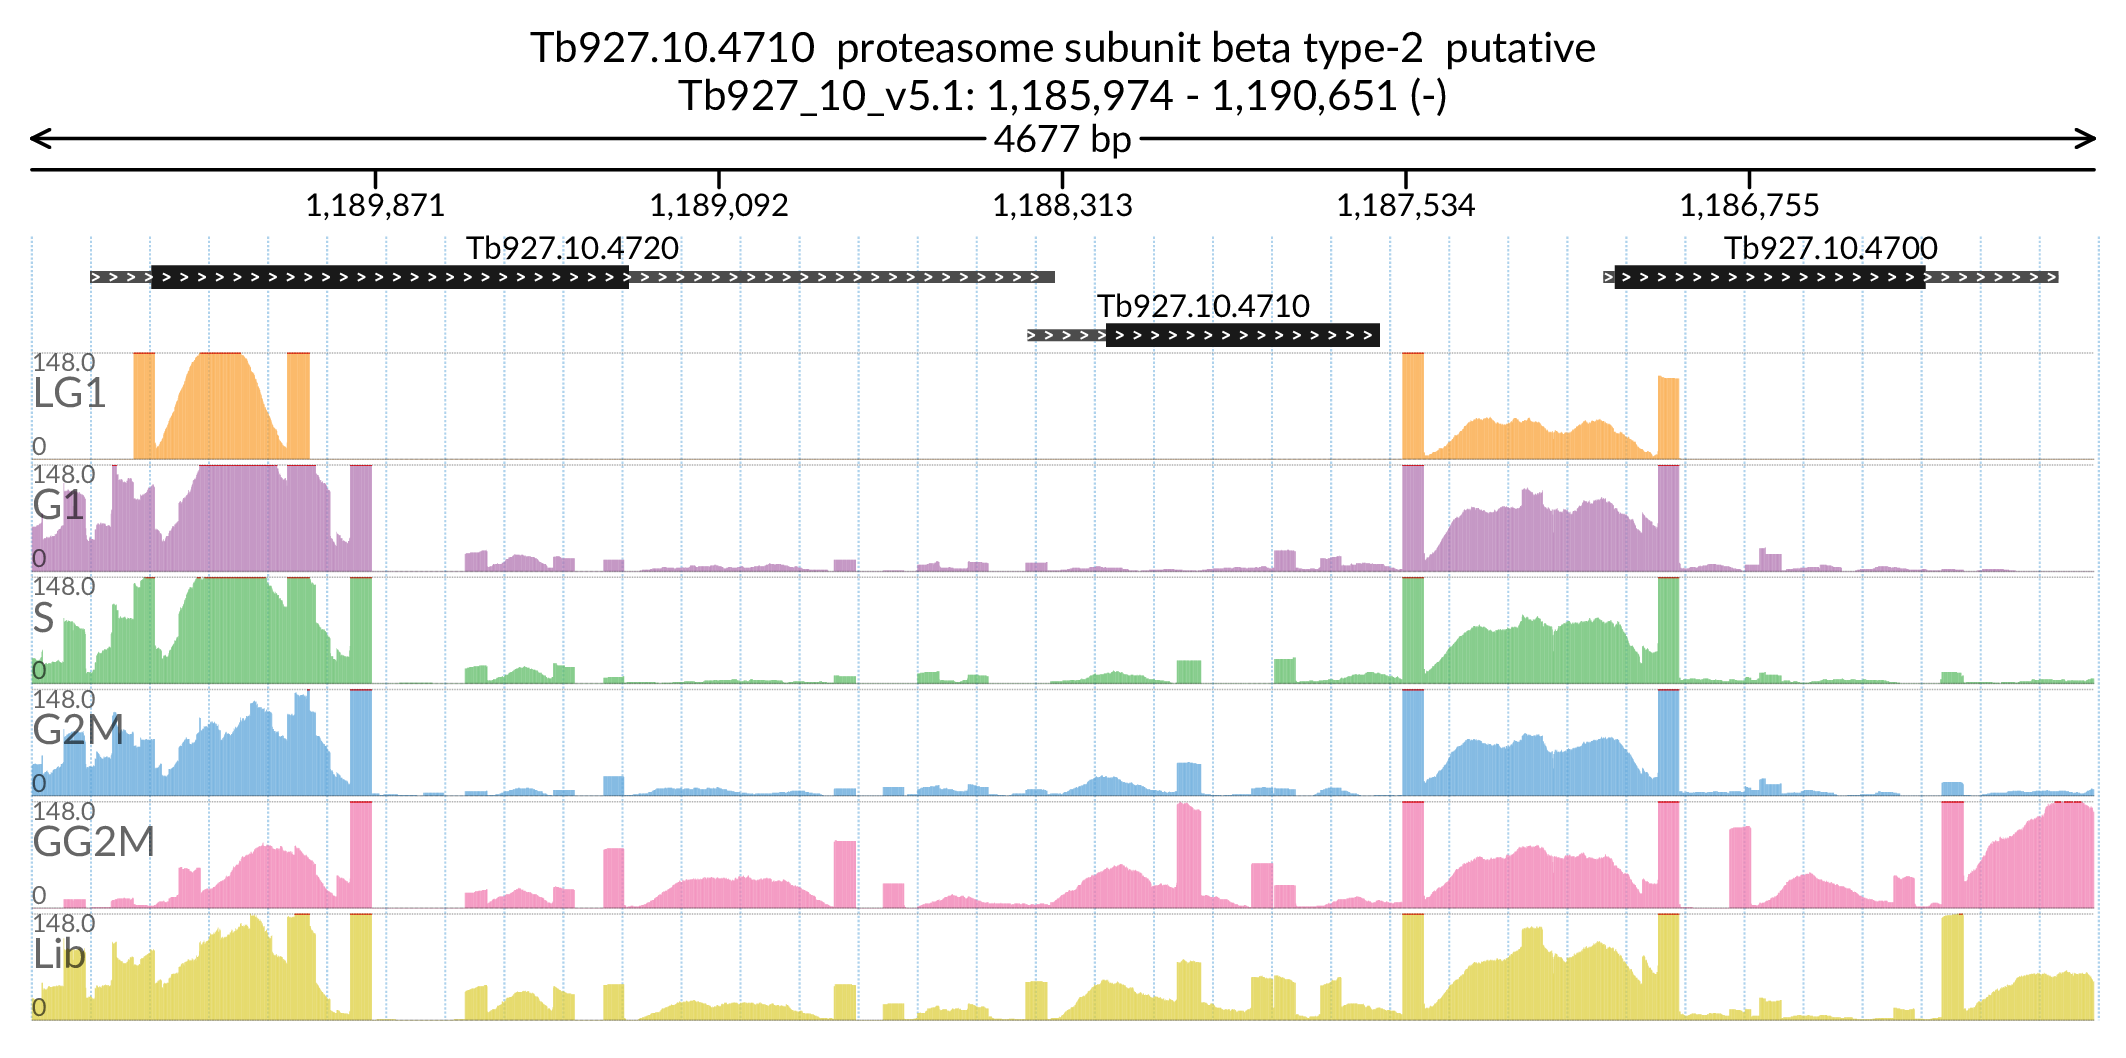 Tb927.10.4710  proteasome subunit beta type-2  putative
Tb927_10_v5.1: 1,185,974 - 1,190,651 (-)
4677 bp
1,189,871 1,189,092 1,188,313 1,187,534 1,186,755
Tb927.10.4720 Tb927.10.4700
Tb927.10.4710
148.0
LG1
0
148.0
G1
0
148.0
S
0
148.0
G2M
0
148.0
GG2M
0
148.0
Lib
0